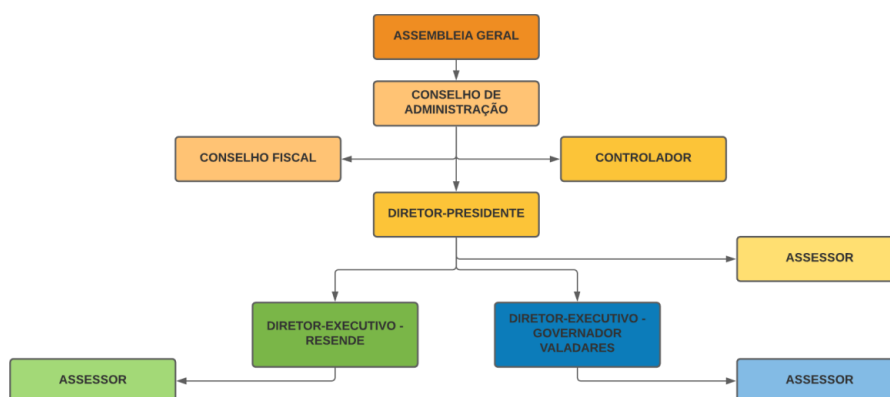 ASSEMBLEIA GERAL
CONSELHO DE
ADMINISTRAÇÃO
CONSELHO FISCAL
CONTROLADOR
DIRETOR-PRESIDENTE
ASSESSOR
DIRETOR-EXECUTIVO -
RESENDE
DIRETOR-EXECUTIVO -
GOVERNADOR
VALADARES
ASSESSOR
ASSESSOR